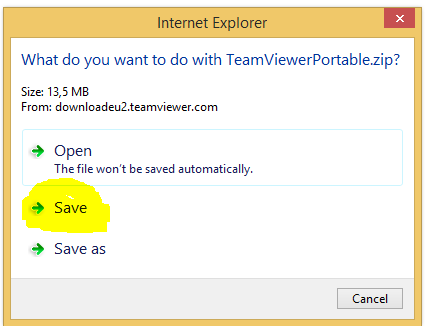 Internet Explorer
What do you want to do with TeamViewerPortable.zip?
Size: 13,5 MB
From: downloadeu2.teamviewer.com
Open
The file won't be saved automatically.
Save
Save as
Cancel